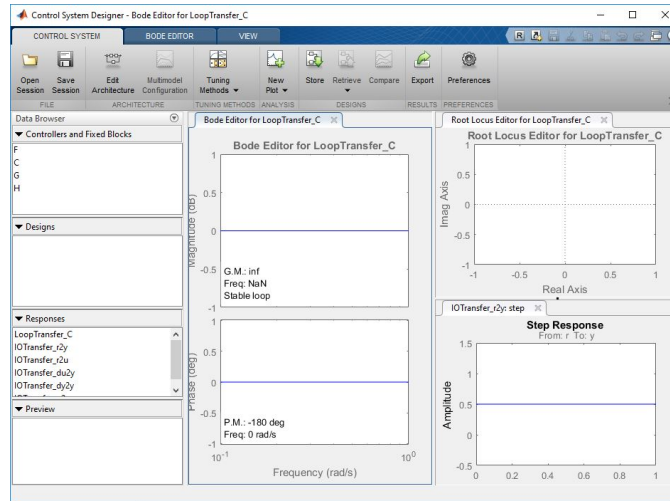 Control System Designer - Bode Editor for LoopTransfer_C
CONTROL SYSTEM
BODE EDITOR
VIEW
Open Session
Save Session
Edit Architecture
Multimodel Configuration
Tuning Methods
New Plot
Store
Retrieve
Compare
Export
Preferences
FILE
ARCHITECTURE
TUNING METHODS
ANALYSIS
DESIGNS
RESULTS
PREFERENCES
Data Browser
Controllers and Fixed Blocks
F
C
G
H
Designs
Responses
LoopTransfer_C
IOTransfer_r2y
IOTransfer_r2u
IOTransfer_du2y
IOTransfer_dy2y
Preview
Bode Editor for LoopTransfer_C
Bode Editor for LoopTransfer_C
Magnitude (dB)
1
0.5
0
-0.5
-1
G.M.: inf
Freq: NaN
Stable loop
Phase (deg)
1
0.5
0
-0.5
-1
P.M.: -180 deg
Freq: 0 rad/s
10^-1
10^0
Frequency (rad/s)
Root Locus Editor for LoopTransfer_C
Root Locus Editor for LoopTransfer_C
Imag Axis
1
0.5
0
-0.5
-1
-1 -0.5 0 0.5 1
Real Axis
IOTransfer_r2y: step
Step Response
From: r To: y
Amplitude
1.5
1
0.5
0
-0.5
0 0.2 0.4 0.6 0.8 1